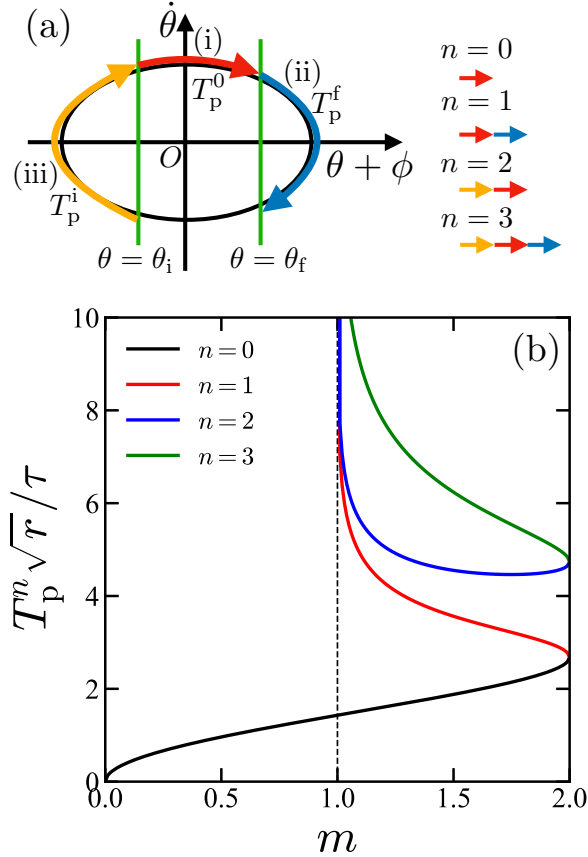 (a)
θ̇
(i)
(ii)
T_p^0
T_p^f
O
θ + ϕ
(iii)
T_p^i
θ = θ_i
θ = θ_f
n = 0
n = 1
n = 2
n = 3
(b)
10
8
6
4
2
0
T_p^n √r /τ
n = 0
n = 1
n = 2
n = 3
0.0 0.5 1.0 1.5 2.0
m